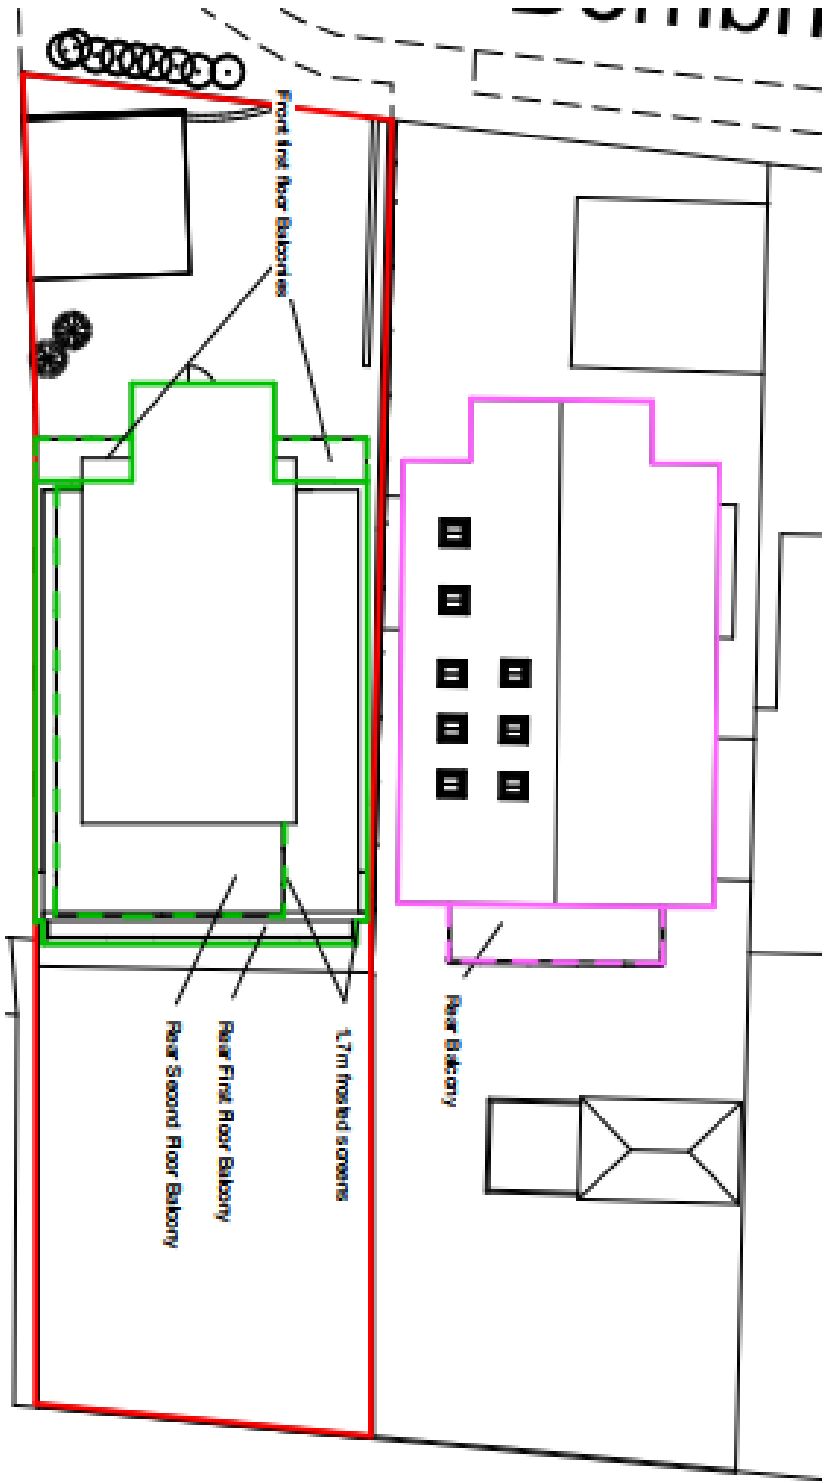 Front first floor Balconies
1.7m frosted screens
Rear First Floor Balcony
Rear Second Floor Balcony
Rear Balcony